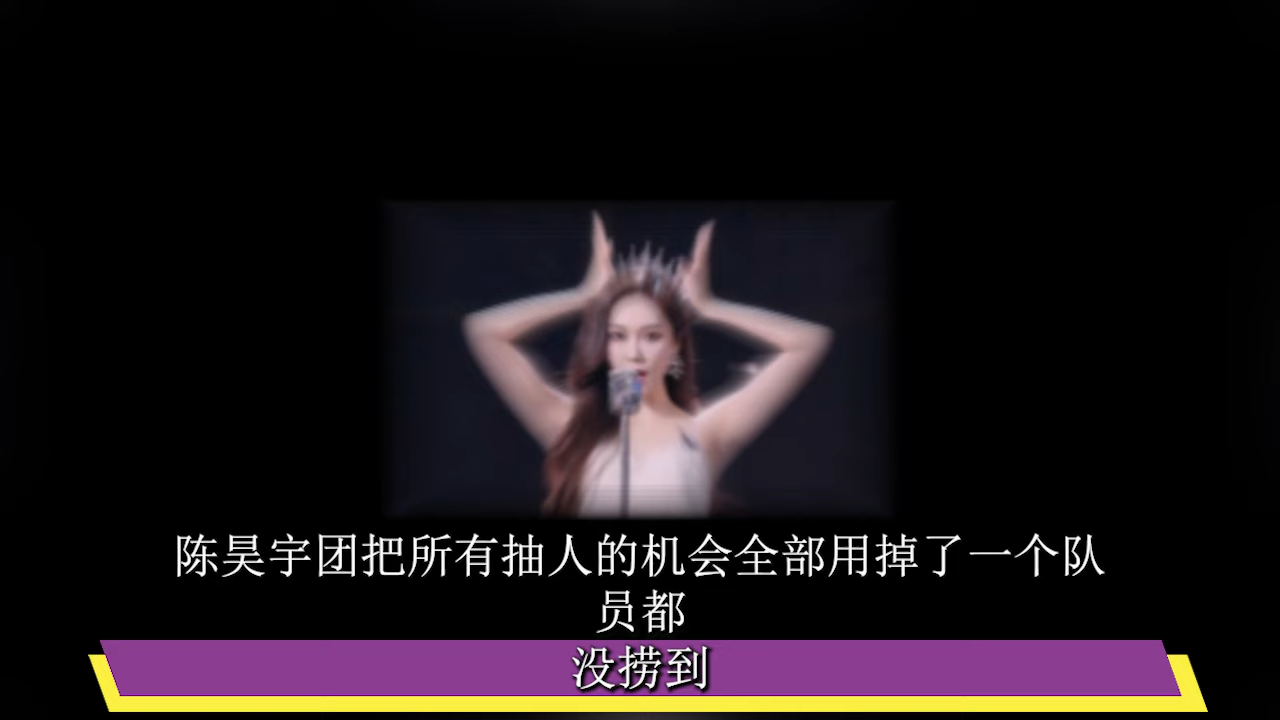 陈昊宇团把所有抽人的机会全部用掉了一个队
员都
没捞到